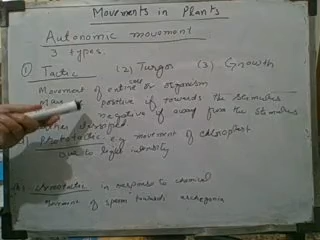 Movements in Plants
Autonomic movement
3 types.
① Tactic (2) Turgor (3) Growth
Movement of entire cell or organism
May positive if towards the stimulus
negative if away from the stimulus
Phototactic e.g movement of chloroplast
due to light intensity
Chemotactic in response to chemical
Movement of sperm towards archegonia